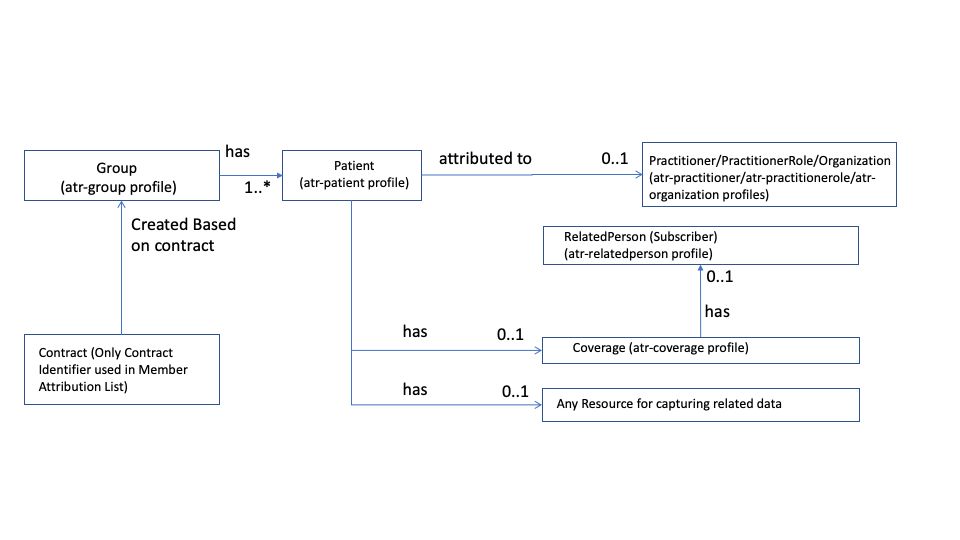 has
Group
(atr-group profile)
1..*
Patient
(atr-patient profile)
attributed to
0..1
Practitioner/PractitionerRole/Organization
(atr-practitioner/atr-practitionerole/atr-
organization profiles)
Created Based
on contract
RelatedPerson (Subscriber)
(atr-relatedperson profile)
0..1
has
Contract (Only Contract
Identifier used in Member
Attribution List)
has
0..1
Coverage (atr-coverage profile)
has
0..1
Any Resource for capturing related data